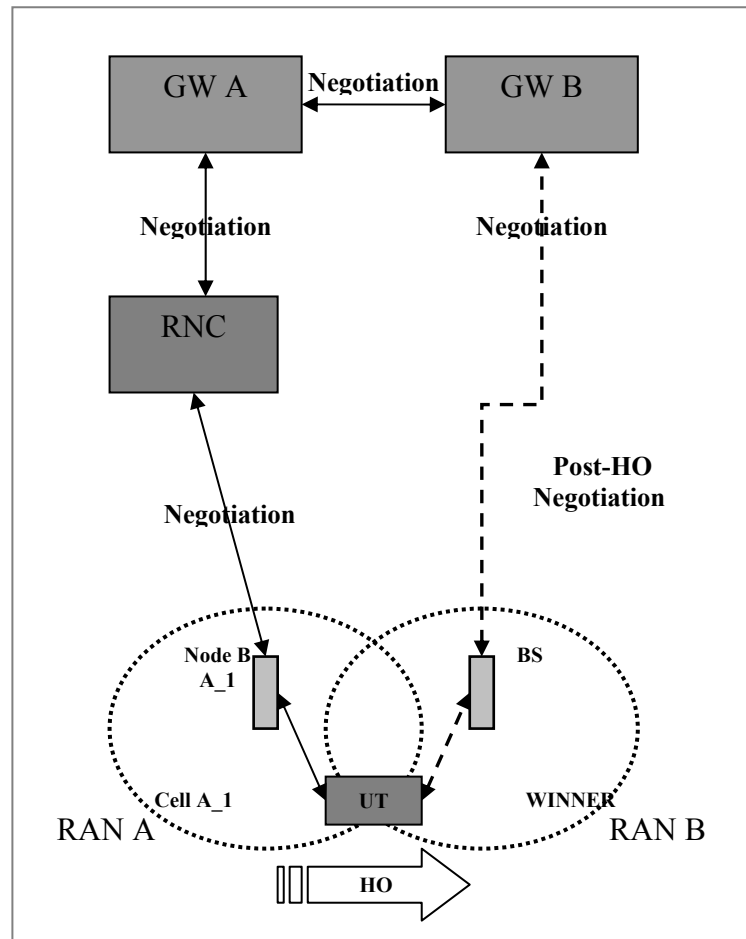 GW A
Negotiation
GW B
Negotiation
Negotiation
RNC
Post-HO
Negotiation
Negotiation
Node B
A_1
BS
Cell A_1
UT
WINNER
RAN A
RAN B
HO